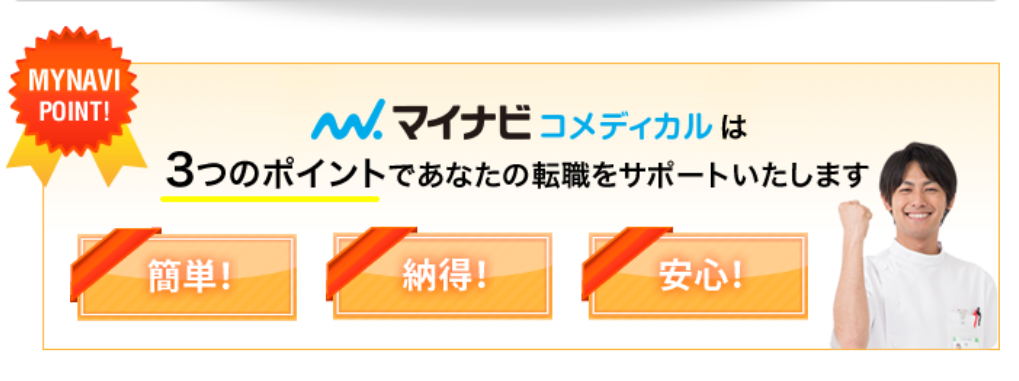 MYNAVI
POINT!
マイナビ コメディカル は
3つのポイントであなたの転職をサポートいたします
簡単!
納得!
安心!